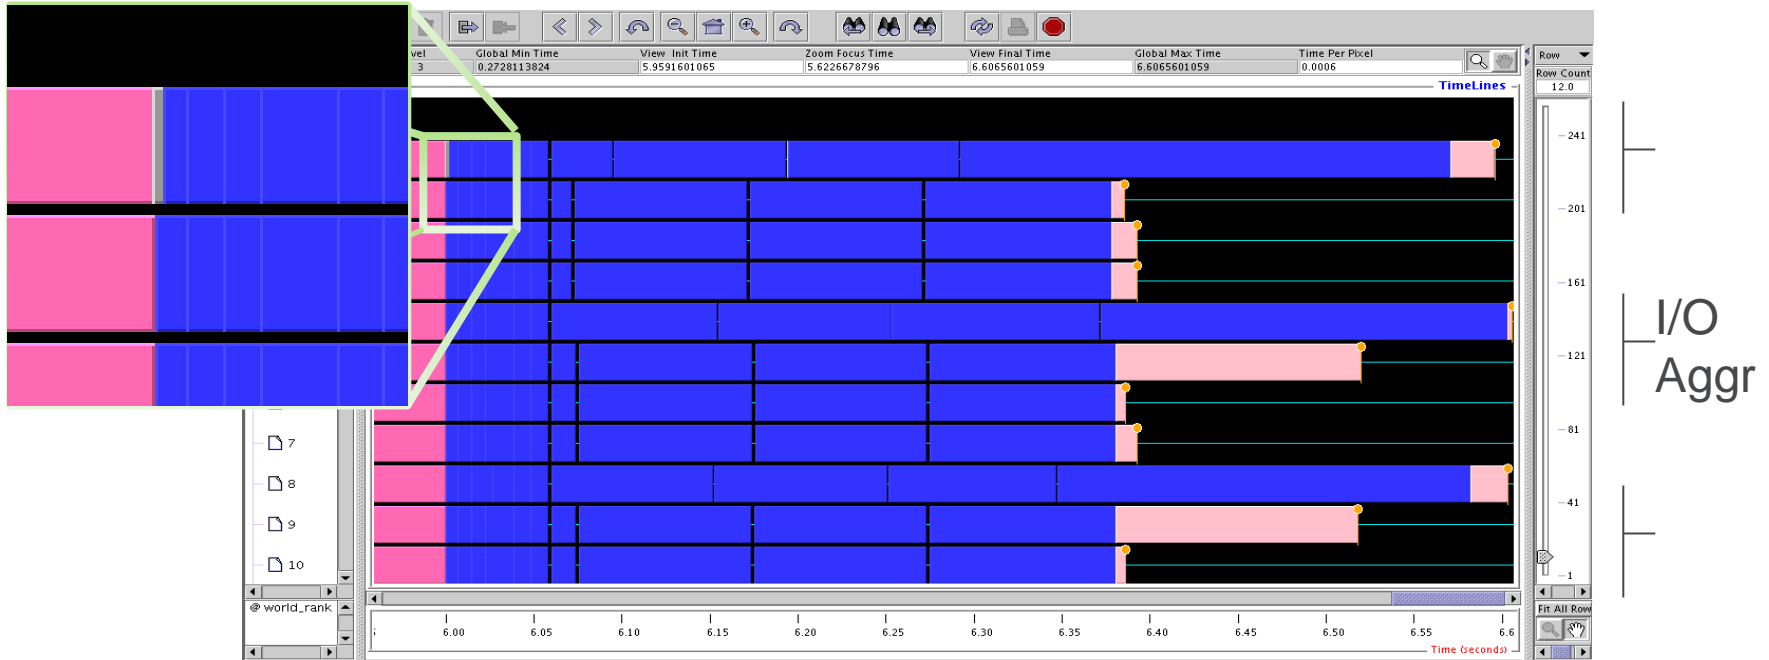 vel Global Min Time View Init Time Zoom Focus Time View Final Time Global Max Time Time Per Pixel
3 0.2728113824 5.9591601065 5.6226678796 6.6065601059 6.6065601059 0.0006
Row
Row Count
12.0
TimeLines
241
201
161
121
81
41
1
I/O
Aggr
7
8
9
10
@ world_rank
Fit All Row
6.00 6.05 6.10 6.15 6.20 6.25 6.30 6.35 6.40 6.45 6.50 6.55 6.6
Time (seconds)